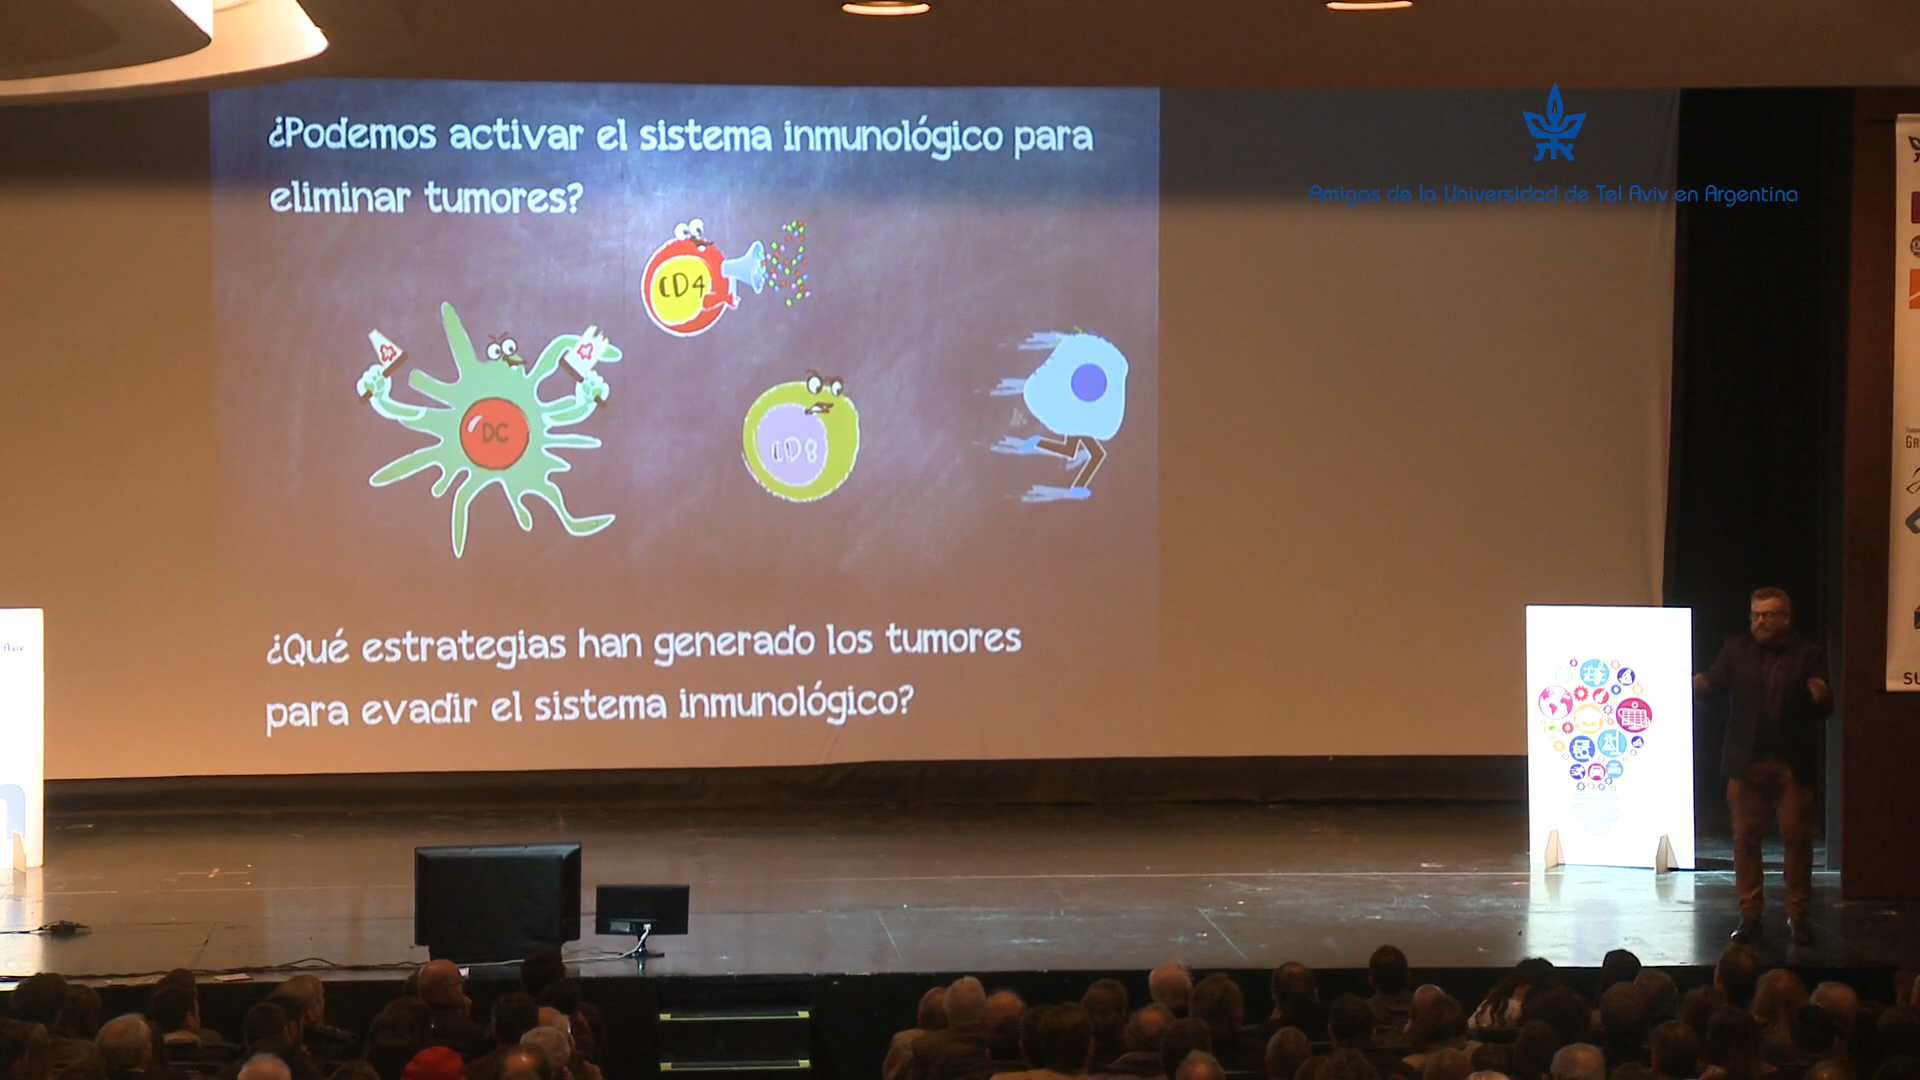 ¿Podemos activar el sistema inmunológico para
eliminar tumores?
CD4
DC
CD8
¿Qué estrategias han generado los tumores
para evadir el sistema inmunológico?
Amigos de la Universidad de Tel Aviv en Argentina
Aviv